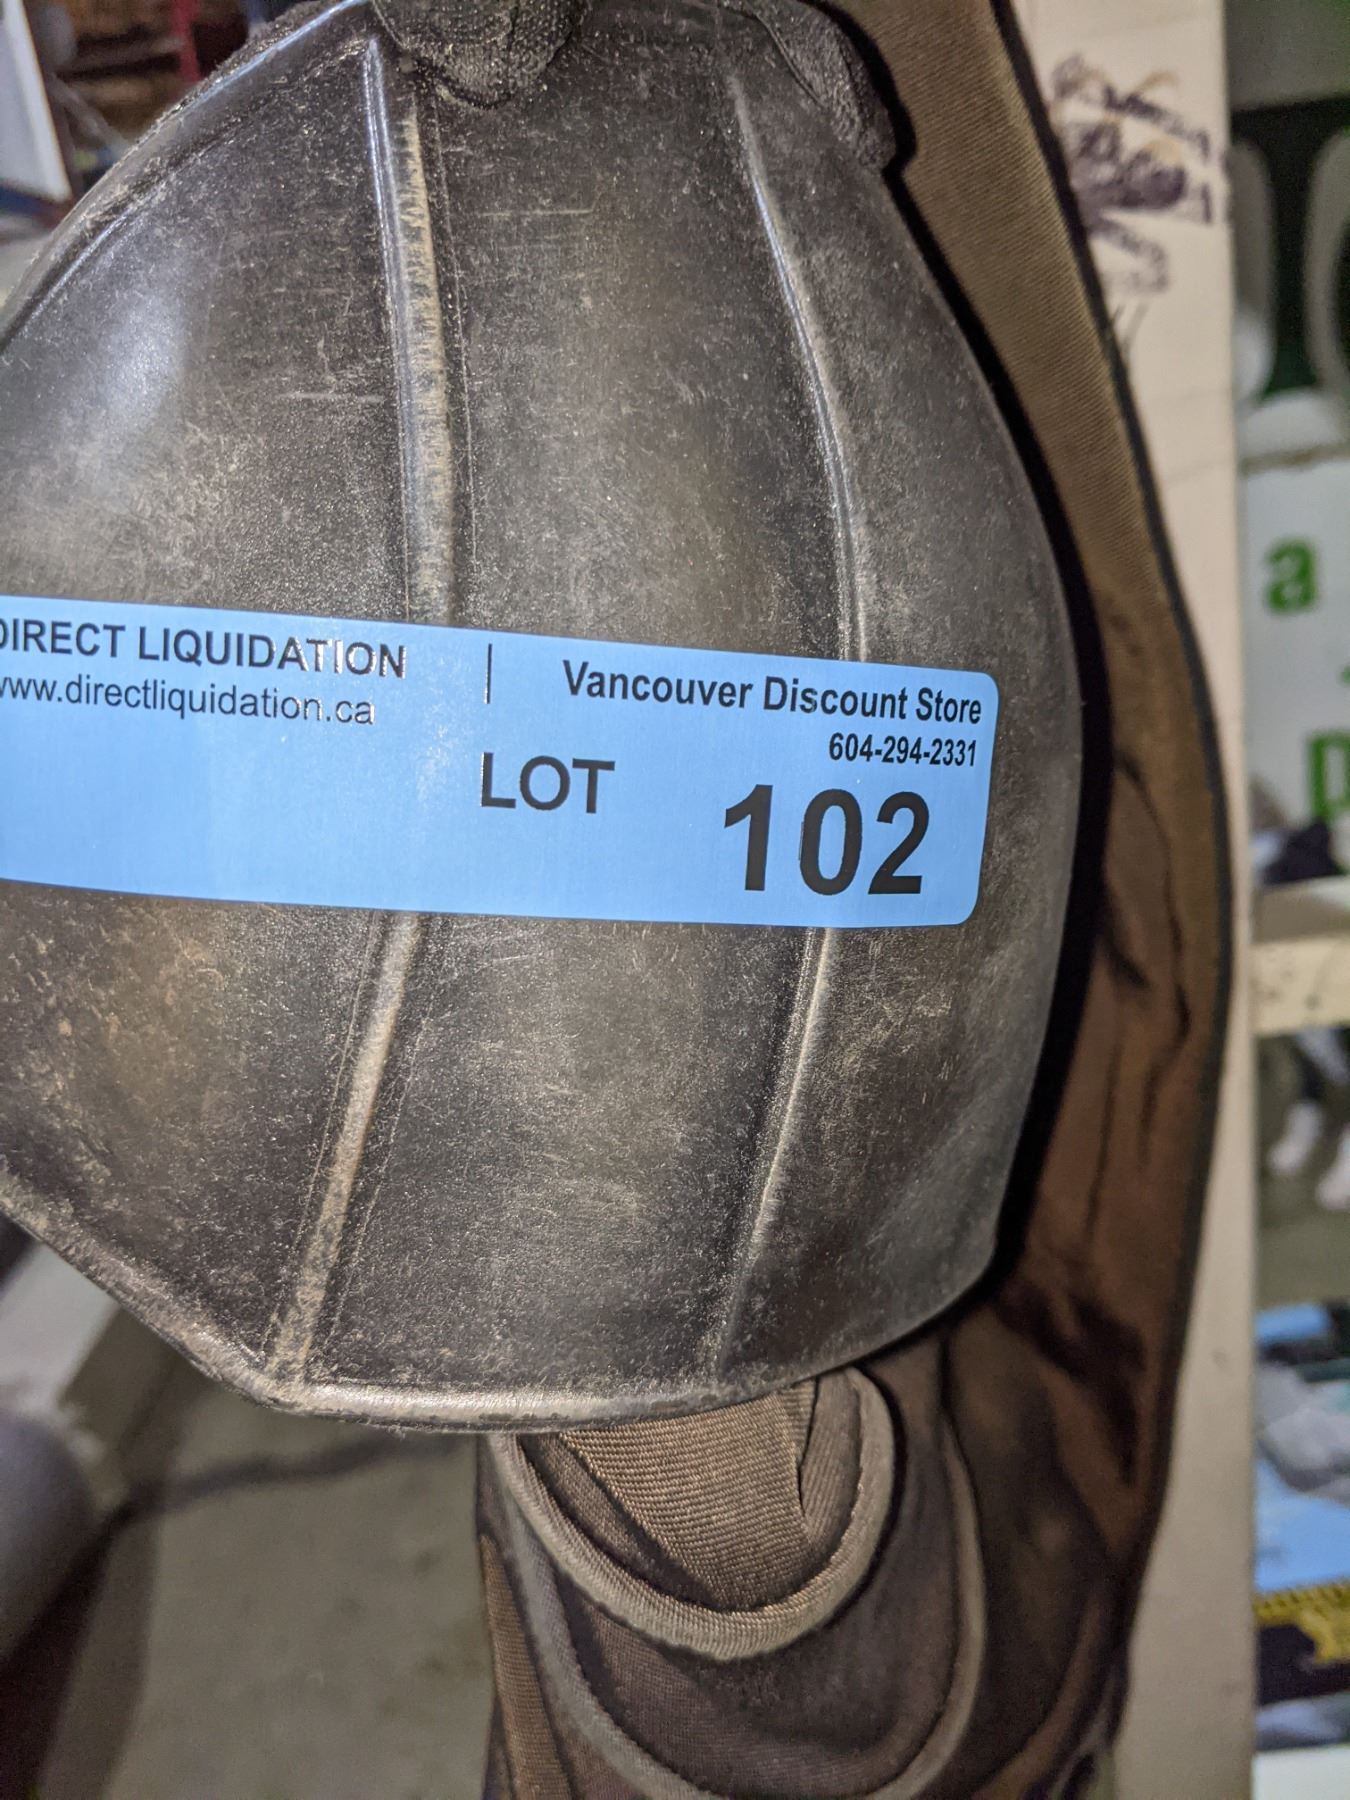 DIRECT LIQUIDATION | Vancouver Discount Store
www.directliquidation.ca
604-294-2331
LOT 102
a